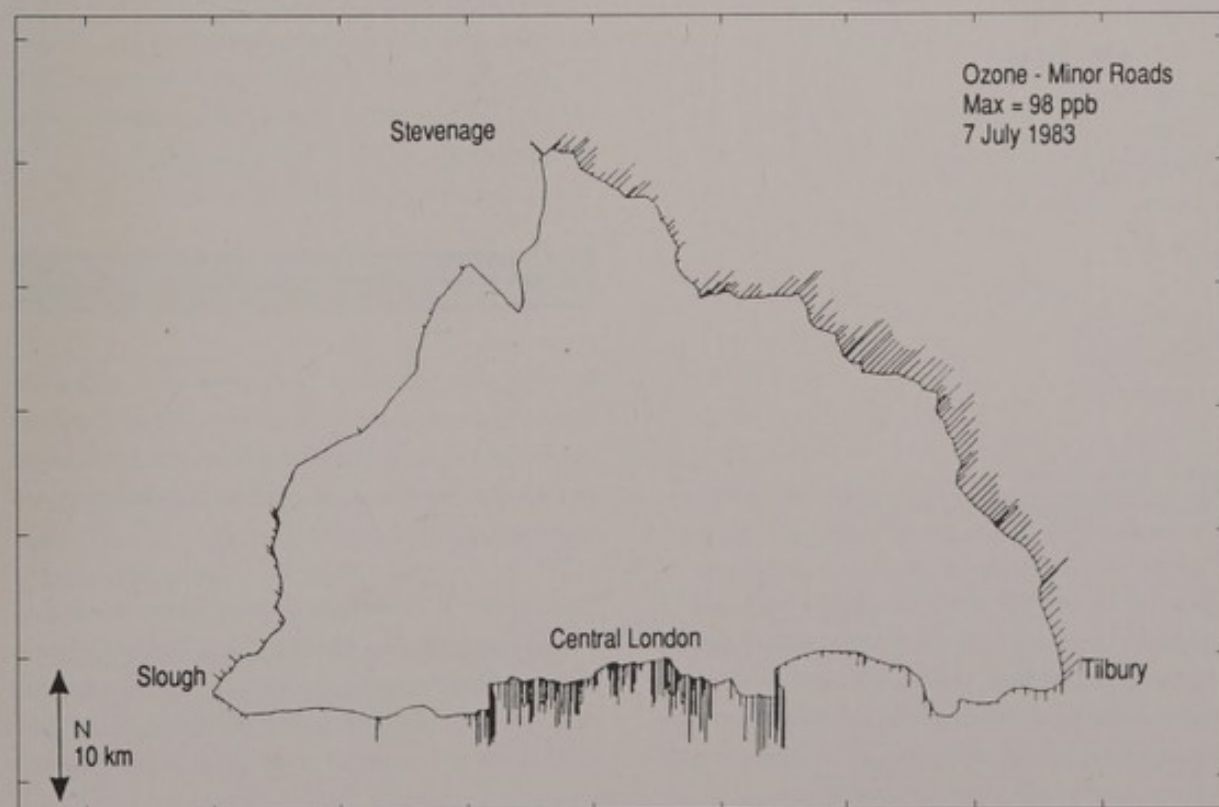 Ozone - Minor Roads
Max = 98 ppb
7 July 1983
Stevenage
Central London
Slough
Tilbury
N
10 km